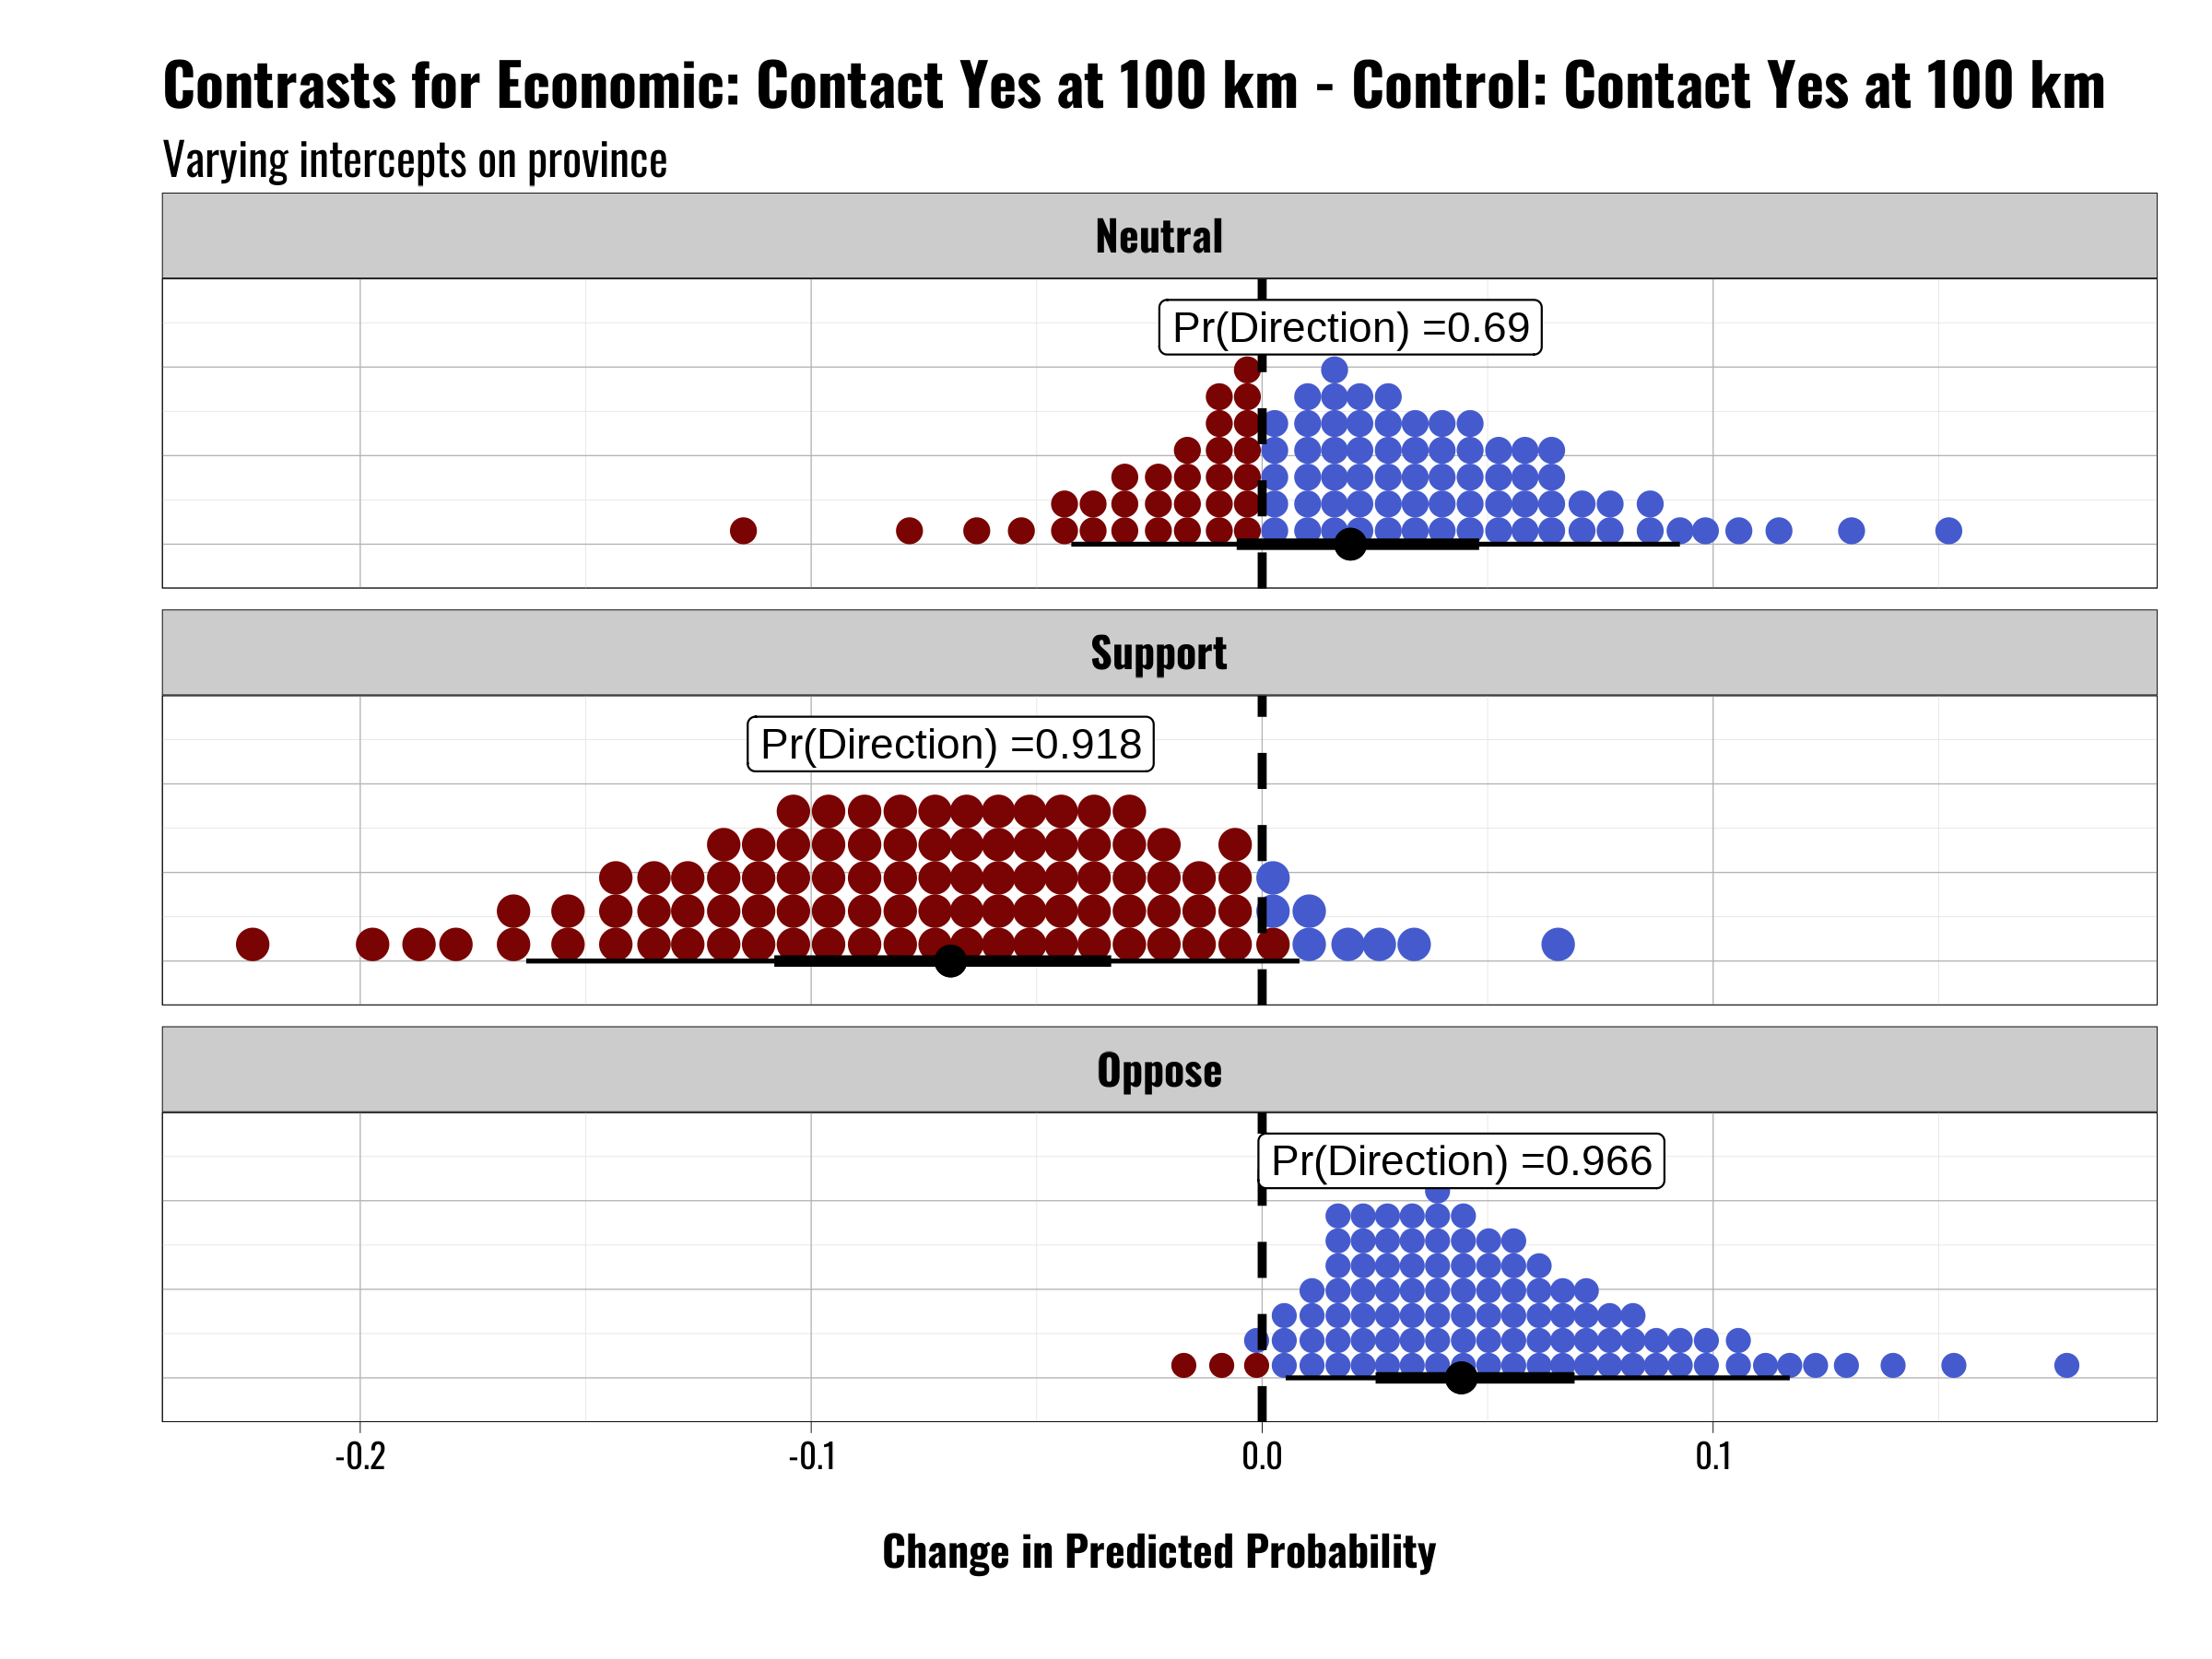 Contrasts for Economic: Contact Yes at 100 km - Control: Contact Yes at 100 km
Varying intercepts on province
Neutral
Pr(Direction) =0.69
Support
Pr(Direction) =0.918
Oppose
Pr(Direction) =0.966
-0.2 -0.1 0.0 0.1
Change in Predicted Probability